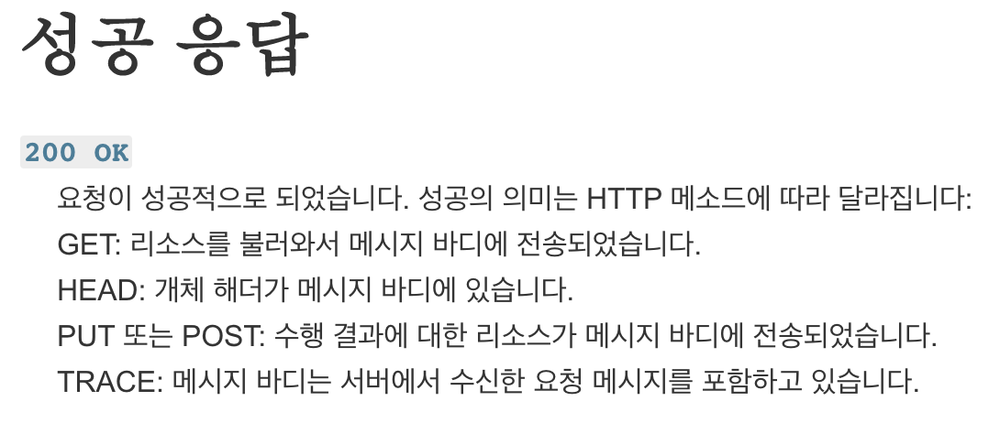 성공 응답
200 OK
요청이 성공적으로 되었습니다. 성공의 의미는 HTTP 메소드에 따라 달라집니다:
GET: 리소스를 불러와서 메시지 바디에 전송되었습니다.
HEAD: 개체 해더가 메시지 바디에 있습니다.
PUT 또는 POST: 수행 결과에 대한 리소스가 메시지 바디에 전송되었습니다.
TRACE: 메시지 바디는 서버에서 수신한 요청 메시지를 포함하고 있습니다.